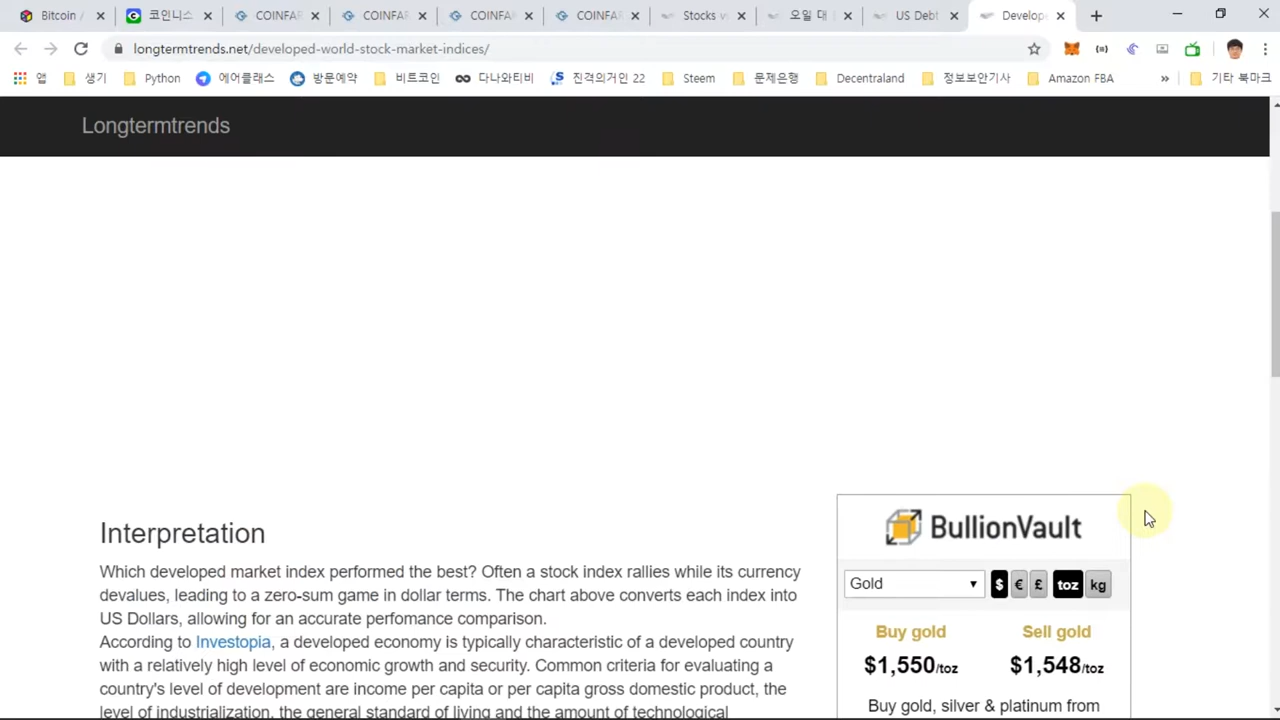 Bitcoin /
코인니스
COINFAR
COINFAR
COINFAR
COINFAR
Stocks vs
오일 대
US Debt
Develope
longtermtrends.net/developed-world-stock-market-indices/
앱 생기 Python 에어클래스 방문예약 비트코인 다나와티비 진격의거인 22 Steem 문제은행 Decentraland 정보보안기사 Amazon FBA » 기타 북마크
Longtermtrends
Interpretation
Which developed market index performed the best? Often a stock index rallies while its currency
devalues, leading to a zero-sum game in dollar terms. The chart above converts each index into
US Dollars, allowing for an accurate perfomance comparison.
According to Investopia, a developed economy is typically characteristic of a developed country
with a relatively high level of economic growth and security. Common criteria for evaluating a
country's level of development are income per capita or per capita gross domestic product, the
level of industrialization, the general standard of living and the amount of technological
BullionVault
Gold $ € £ toz kg
Buy gold Sell gold
$1,550/toz $1,548/toz
Buy gold, silver & platinum from